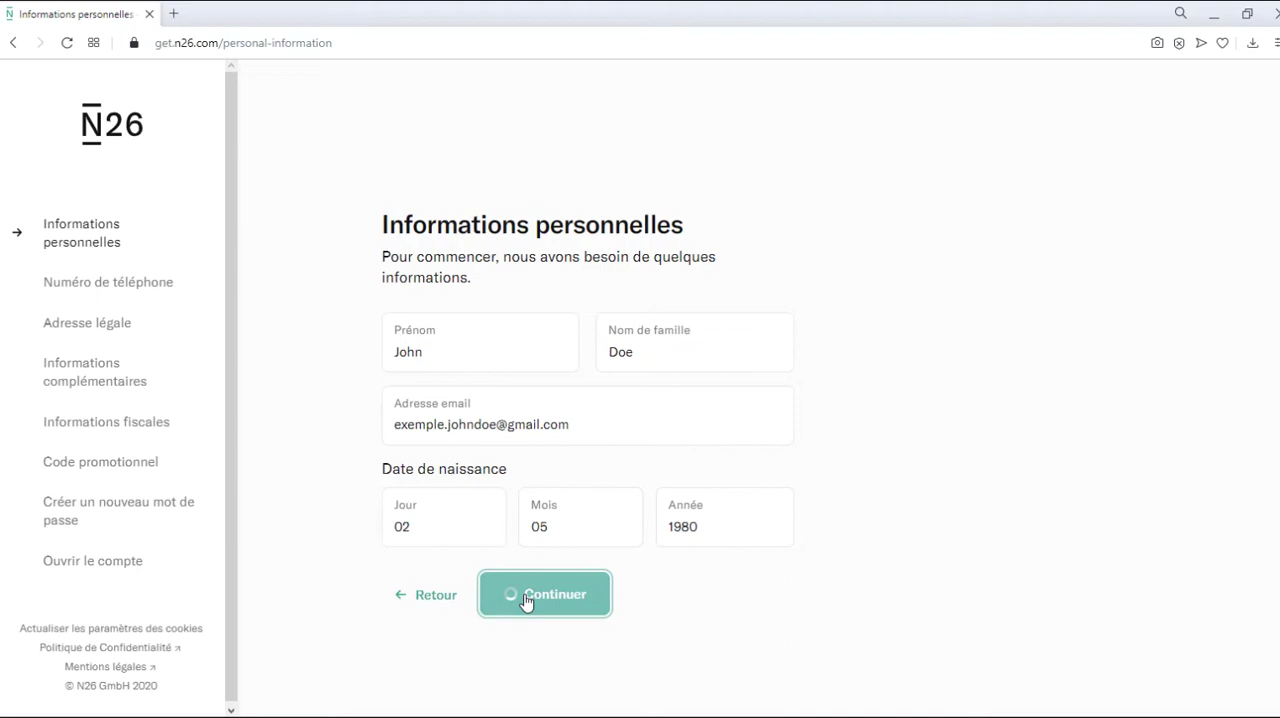 Informations personnelles
get.n26.com/personal-information
N26
Informations
personnelles
Numéro de téléphone
Adresse légale
Informations
complémentaires
Informations fiscales
Code promotionnel
Créer un nouveau mot de
passe
Ouvrir le compte
Actualiser les paramètres des cookies
Politique de Confidentialité ↗
Mentions légales ↗
© N26 GmbH 2020
Informations personnelles
Pour commencer, nous avons besoin de quelques
informations.
Prénom
John
Nom de famille
Doe
Adresse email
exemple.johndoe@gmail.com
Date de naissance
Jour
02
Mois
05
Année
1980
← Retour
Continuer